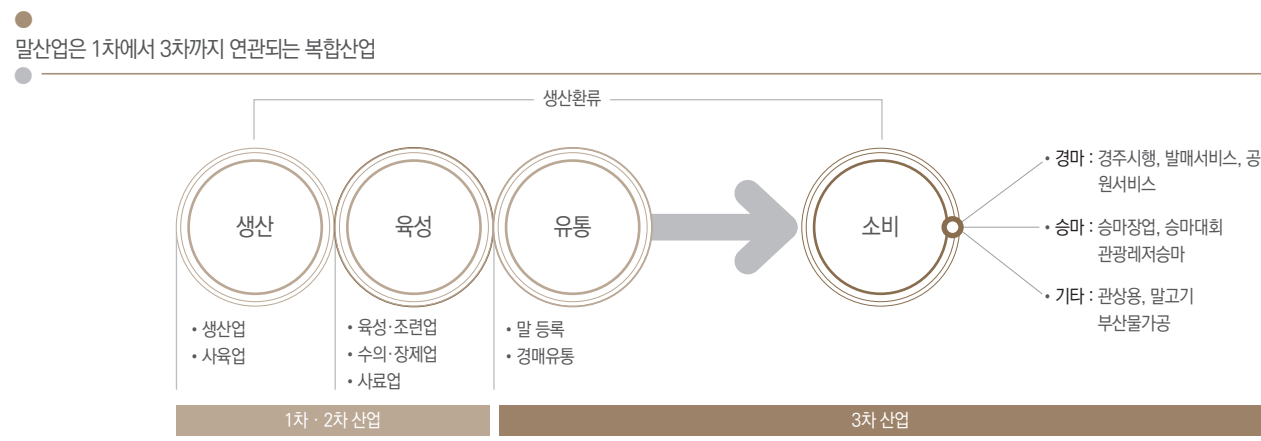 말산업은 1차에서 3차까지 연관되는 복합산업
생산환류
생산
육성
유통
소비
• 생산업
• 사육업
• 육성·조련업
• 수의·장제업
• 사료업
• 말 등록
• 경매유통
• 경마 : 경주시행, 발매서비스, 공
원서비스
• 승마 : 승마장업, 승마대회
관광레저승마
• 기타 : 관상용, 말고기
부산물가공
1차 · 2차 산업
3차 산업